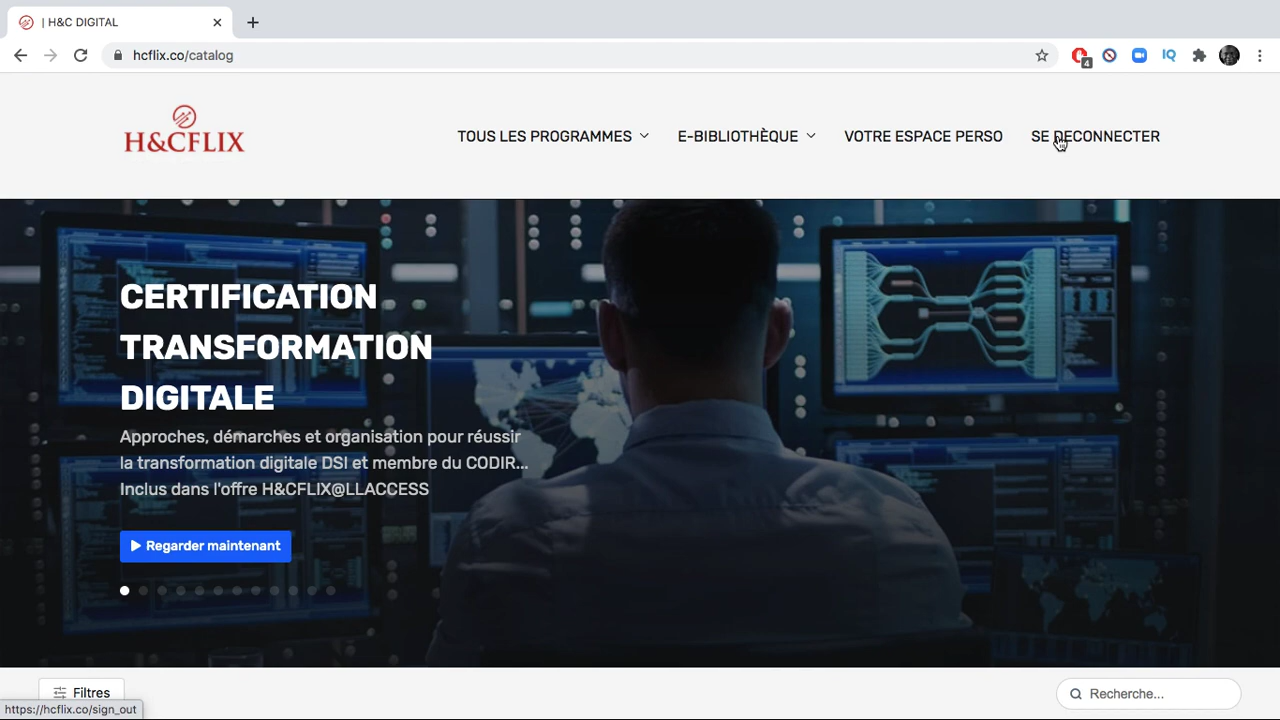 | H&C DIGITAL
hcflix.co/catalog
4
IQ
H&CFLIX
TOUS LES PROGRAMMES
E-BIBLIOTHÈQUE
VOTRE ESPACE PERSO
SE DECONNECTER
CERTIFICATION
TRANSFORMATION
DIGITALE
Approches, démarches et organisation pour réussir
la transformation digitale DSI et membre du CODIR...
Inclus dans l'offre H&CFLIX@LLACCESS
Regarder maintenant
Filtres
Recherche...
https://hcflix.co/sign_out